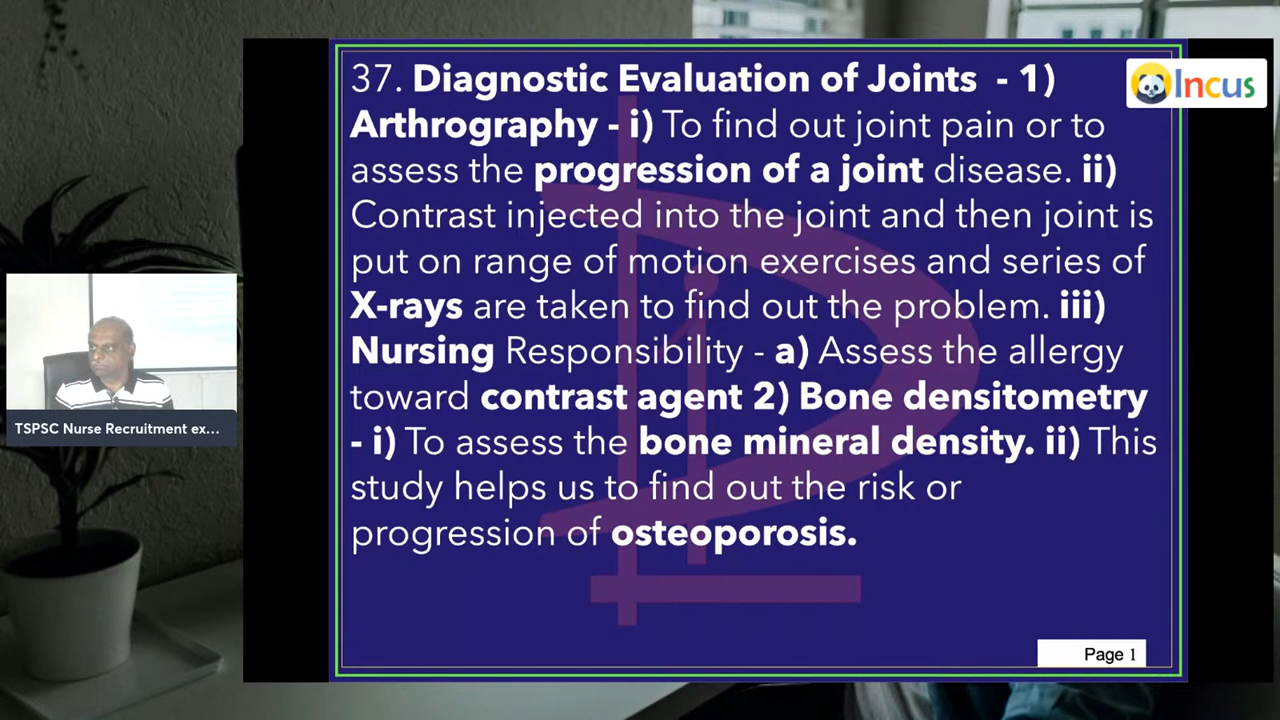 37. Diagnostic Evaluation of Joints - 1)
Arthrography - i) To find out joint pain or to
assess the progression of a joint disease. ii)
Contrast injected into the joint and then joint is
put on range of motion exercises and series of
X-rays are taken to find out the problem. iii)
Nursing Responsibility - a) Assess the allergy
toward contrast agent 2) Bone densitometry
- i) To assess the bone mineral density. ii) This
study helps us to find out the risk or
progression of osteoporosis.
Page 1
Incus
TSPSC Nurse Recruitment ex...